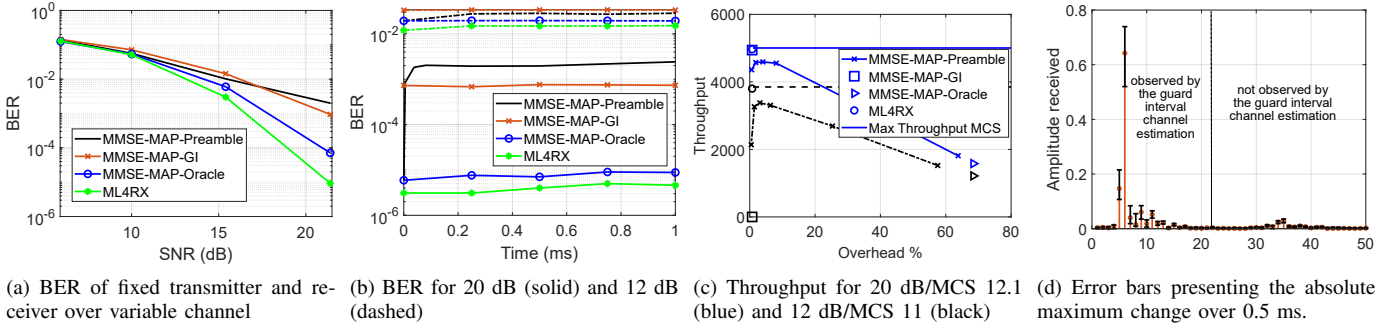 10^0
10^-2
10^-4
10^-6
BER
10
15
20
SNR (dB)
MMSE-MAP-Preamble
MMSE-MAP-GI
MMSE-MAP-Oracle
ML4RX
(a) BER of fixed transmitter and re-
ceiver over variable channel
10^-2
10^-4
10^-6
BER
0
0.2
0.4
0.6
0.8
1
Time (ms)
MMSE-MAP-Preamble
MMSE-MAP-GI
MMSE-MAP-Oracle
ML4RX
(b) BER for 20 dB (solid) and 12 dB
(dashed)
6000
4000
2000
0
Throughput
0
20
40
60
80
Overhead %
MMSE-MAP-Preamble
MMSE-MAP-GI
MMSE-MAP-Oracle
ML4RX
Max Throughput MCS
(c) Throughput for 20 dB/MCS 12.1
(blue) and 12 dB/MCS 11 (black)
0.8
0.6
0.4
0.2
0
Amplitude received
0
10
20
30
40
50
observed by
the guard
interval
channel
estimation
not observed by
the guard interval
channel estimation
(d) Error bars presenting the absolute
maximum change over 0.5 ms.